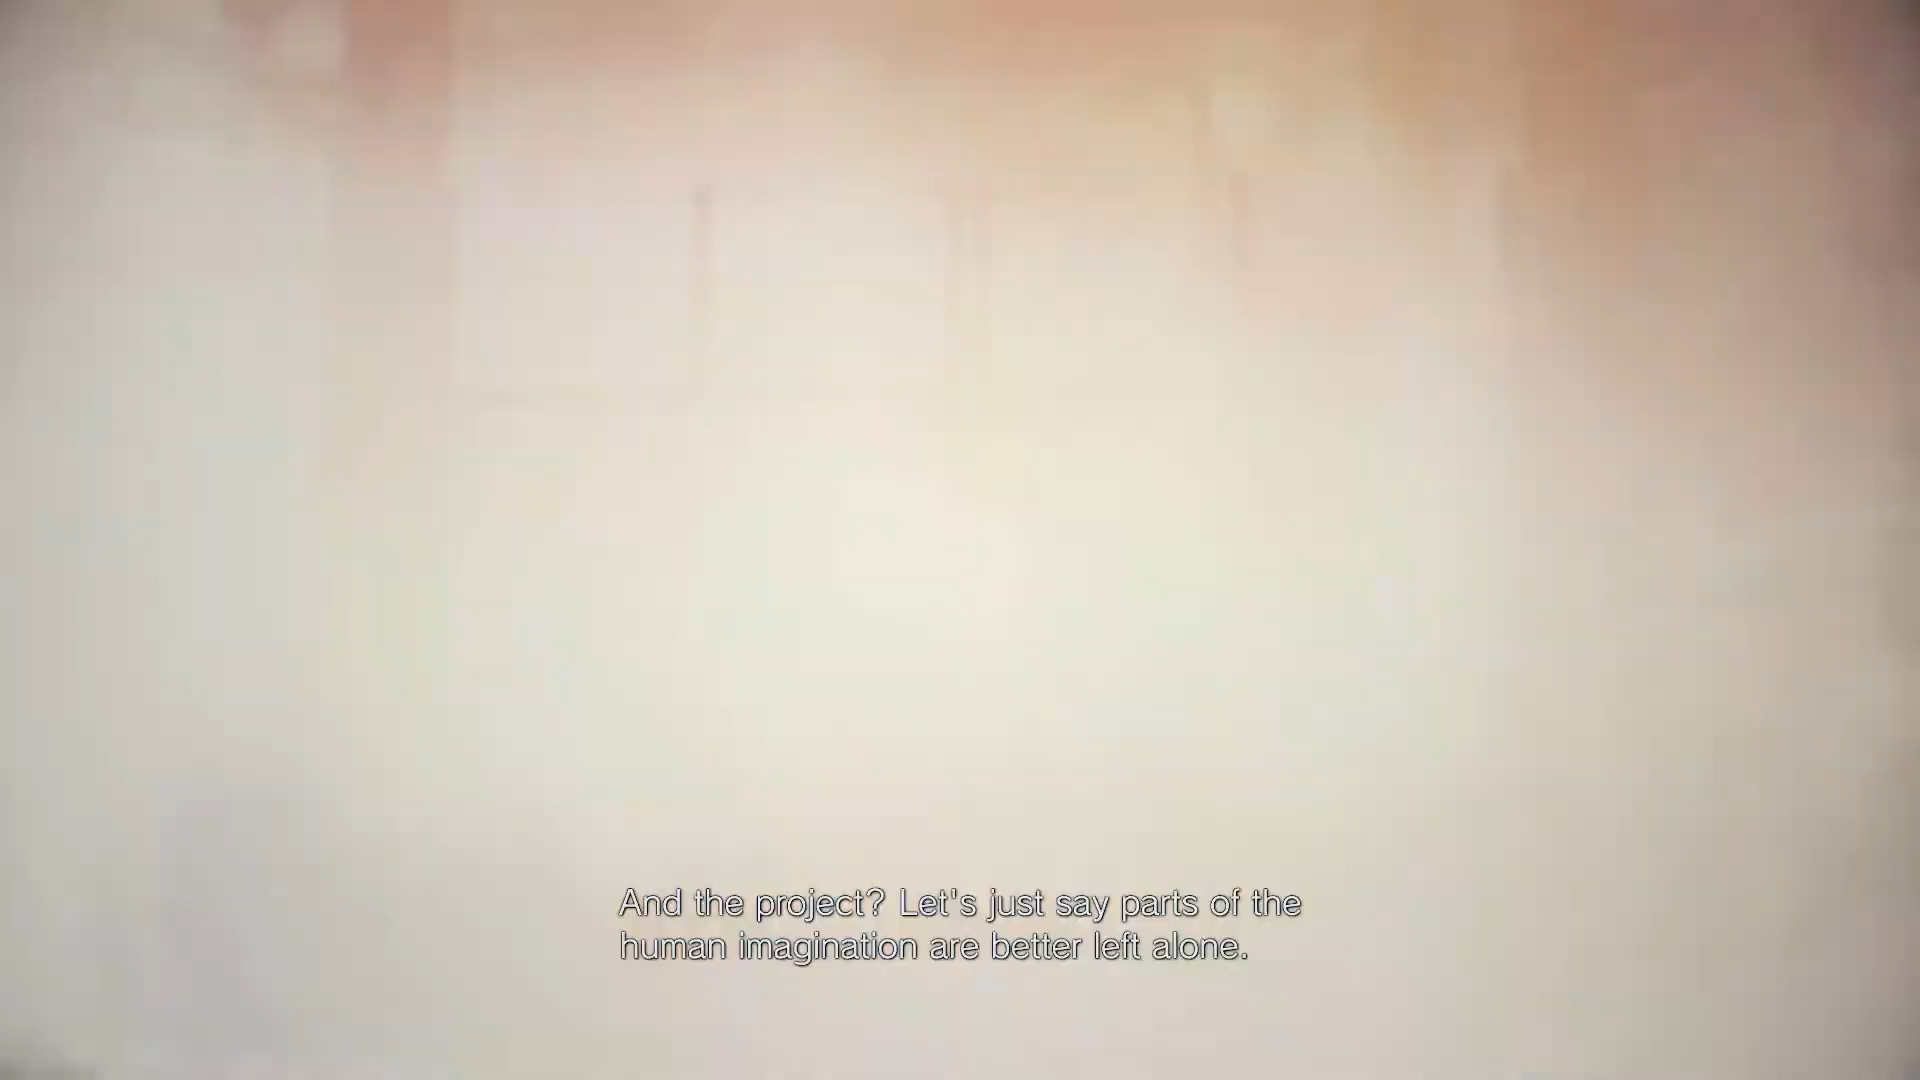 And the project? Let's just say parts of the
human imagination are better left alone.